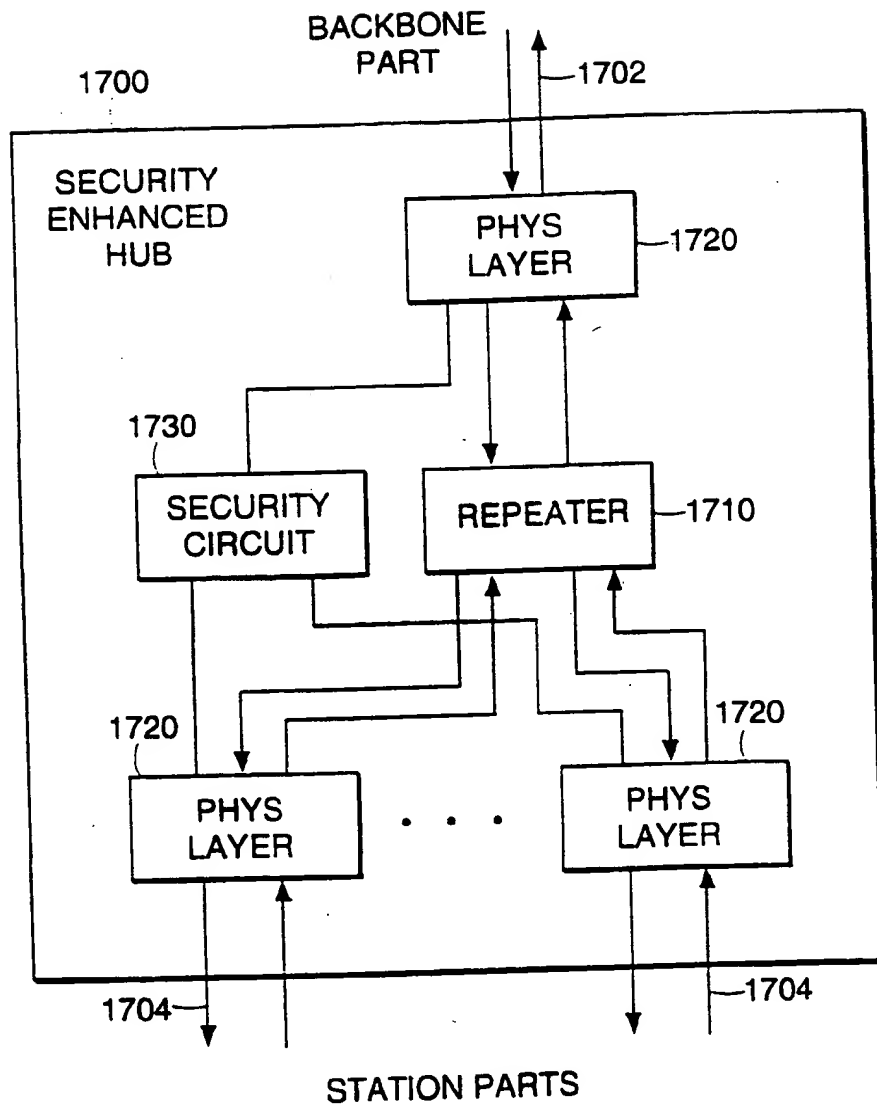 BACKBONE
PART
1702
1700
SECURITY
ENHANCED
HUB
PHYS
LAYER
1720
1730
SECURITY
CIRCUIT
REPEATER
1710
1720
PHYS
LAYER
1720
PHYS
LAYER
1704
1704
STATION PARTS